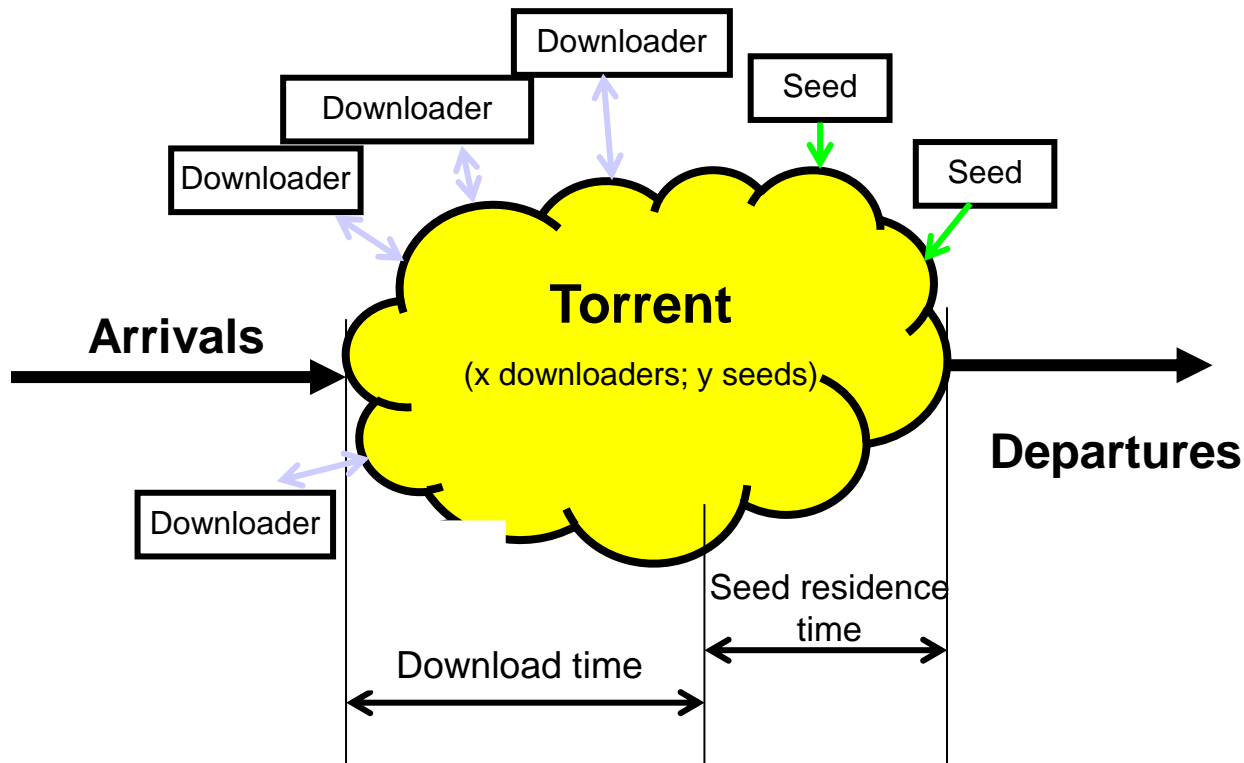 Downloader
Seed
Downloader
Downloader
Seed
Torrent
Arrivals
(x downloaders; y seeds)
Departures
Downloader
Seed residence
time
Download time